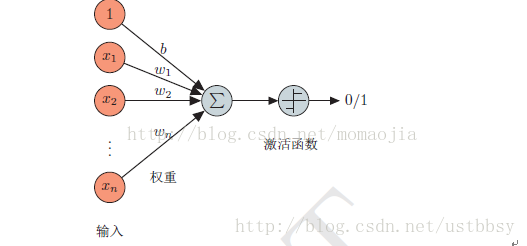 1
b
x₁
w₁
x₂
w₂
Σ
0/1
http://blog.csdn.net/momaojia
wₙ
激活函数
⋮
权重
xₙ
输入
http://blog.csdn.net/ustbbsy
T